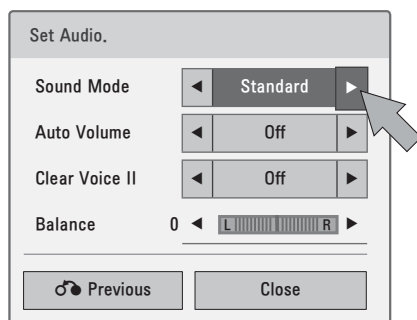 Set Audio.
Sound Mode ◀ Standard ▶
Auto Volume ◀ Off ▶
Clear Voice II ◀ Off ▶
Balance 0 ◀ L R ▶
Previous Close